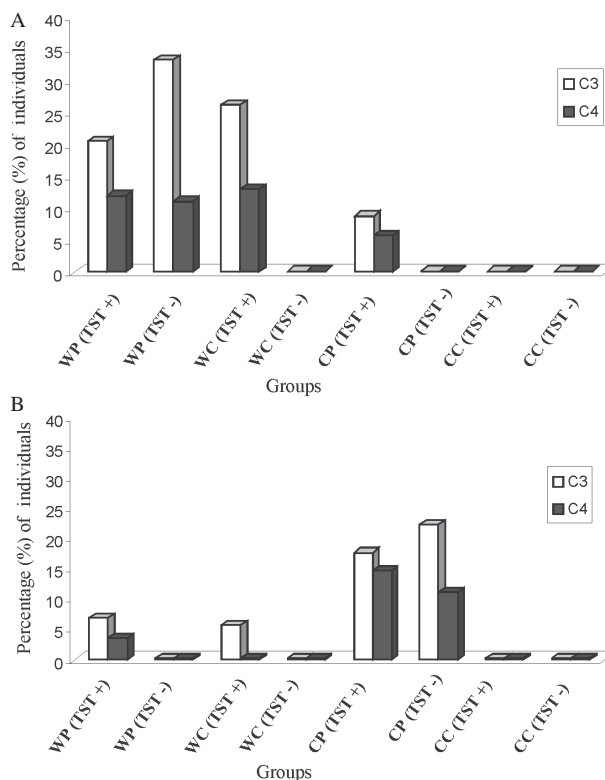 A
Percentage (%) of individuals
40
35
30
25
20
15
10
5
0
C3
C4
WP (TST +)
WP (TST -)
WC (TST +)
WC (TST -)
CP (TST +)
CP (TST -)
CC (TST +)
CC (TST -)
Groups
B
Percentage (%) of individuals
40
35
30
25
20
15
10
5
0
C3
C4
WP (TST +)
WP (TST -)
WC (TST +)
WC (TST -)
CP (TST +)
CP (TST -)
CC (TST +)
CC (TST -)
Groups